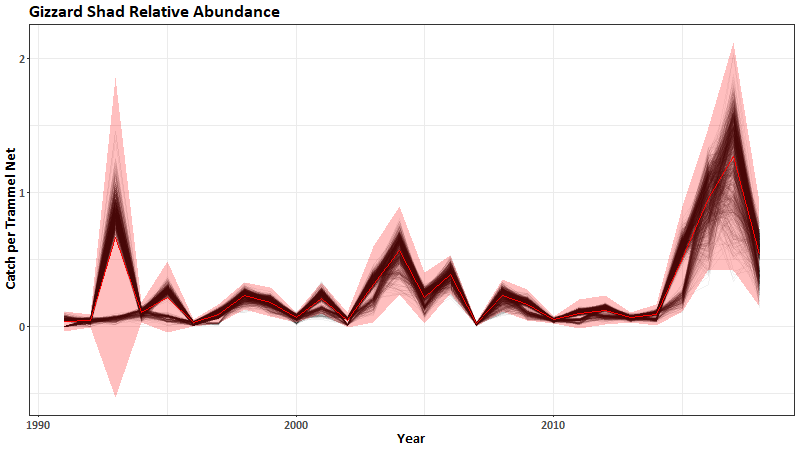 Gizzard Shad Relative Abundance
Catch per Trammel Net
2
1
0
1990
2000
2010
Year